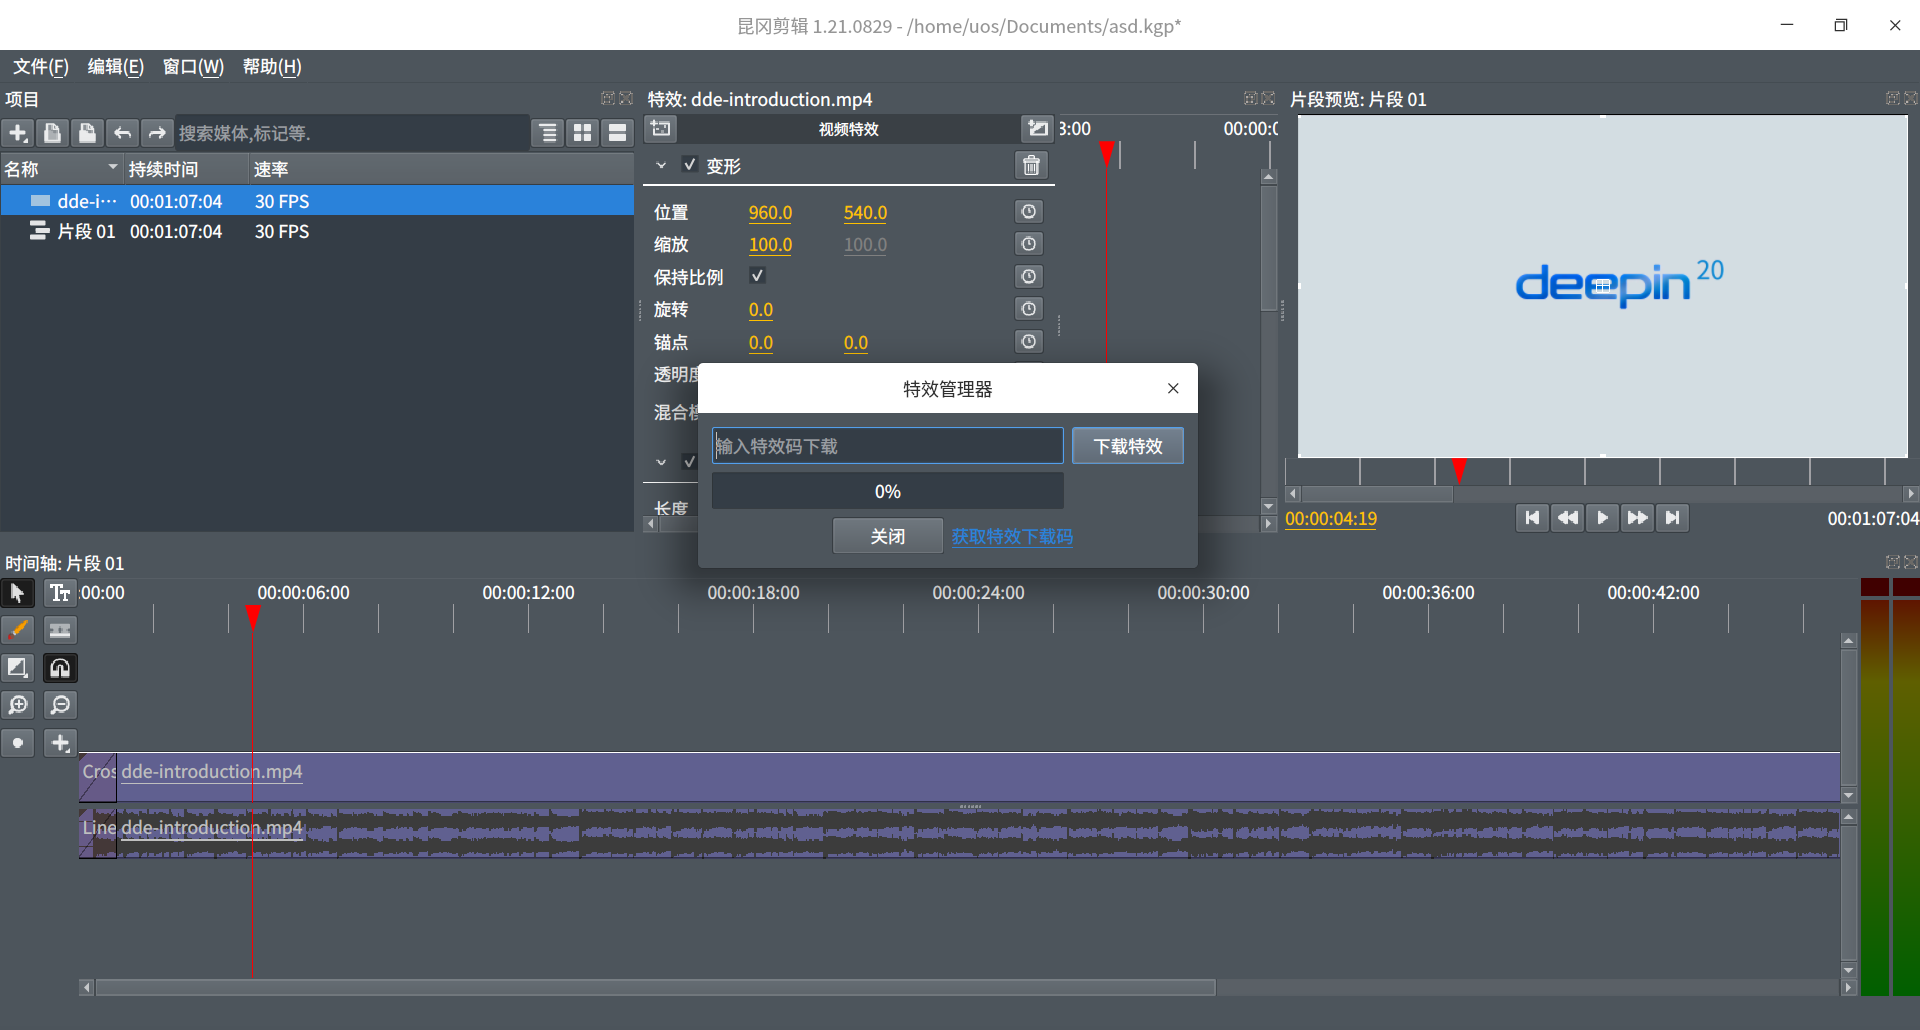 昆冈剪辑 1.21.0829 - /home/uos/Documents/asd.kgp*
文件(F) 编辑(E) 窗口(W) 帮助(H)
项目
搜索媒体,标记等.
名称 持续时间 速率
dde-i··· 00:01:07:04 30 FPS
片段 01 00:01:07:04 30 FPS
特效: dde-introduction.mp4
视频特效
3:00 00:00:0
变形
位置 960.0 540.0
缩放 100.0 100.0
保持比例
旋转 0.0
锚点 0.0 0.0
透明度
混合模
长度
片段预览: 片段 01
deepin 20
00:00:04:19
00:01:07:04
特效管理器
输入特效码下载
下载特效
0%
关闭
获取特效下载码
时间轴: 片段 01
:00:00 00:00:06:00 00:00:12:00 00:00:18:00 00:00:24:00 00:00:30:00 00:00:36:00 00:00:42:00
Tт
Cros dde-introduction.mp4
Line dde-introduction.mp4